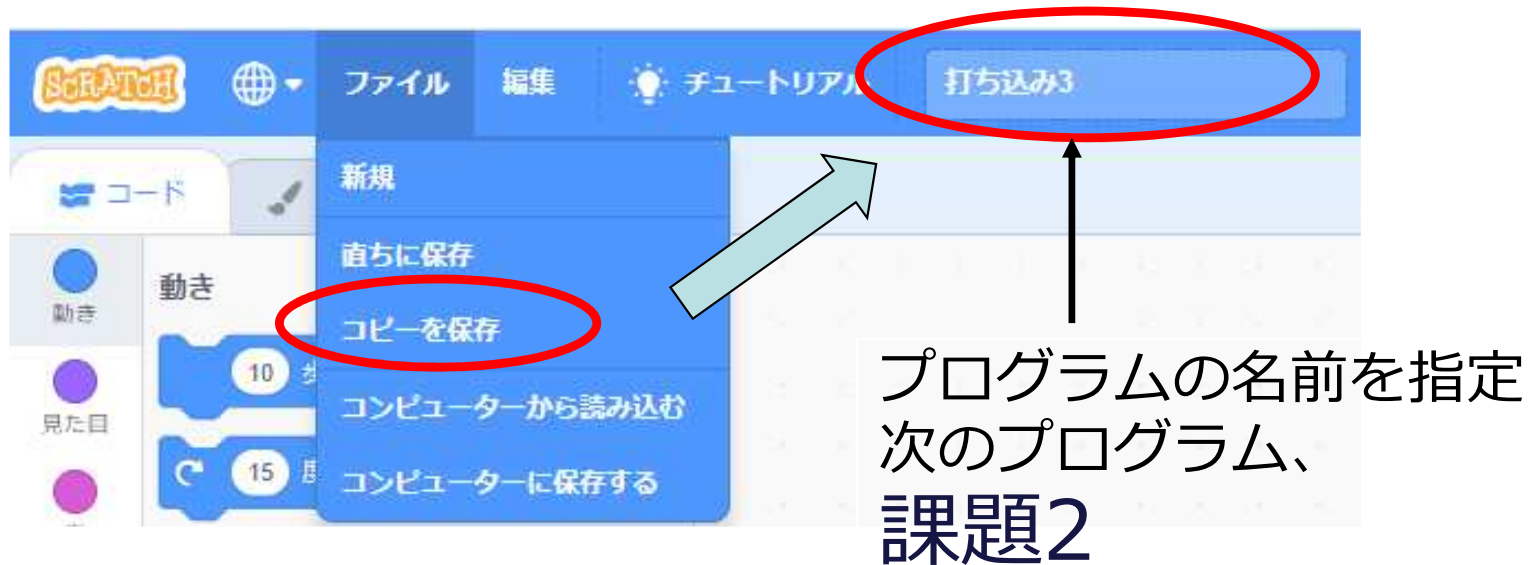 SCRATCH ファイル 編集 チュートリアル 打ち込み3
コード
新規
直ちに保存
動き
動き
コピーを保存
10
コンピューターから読み込む
見た目
15
コンピューターに保存する
プログラムの名前を指定
次のプログラム、
課題2